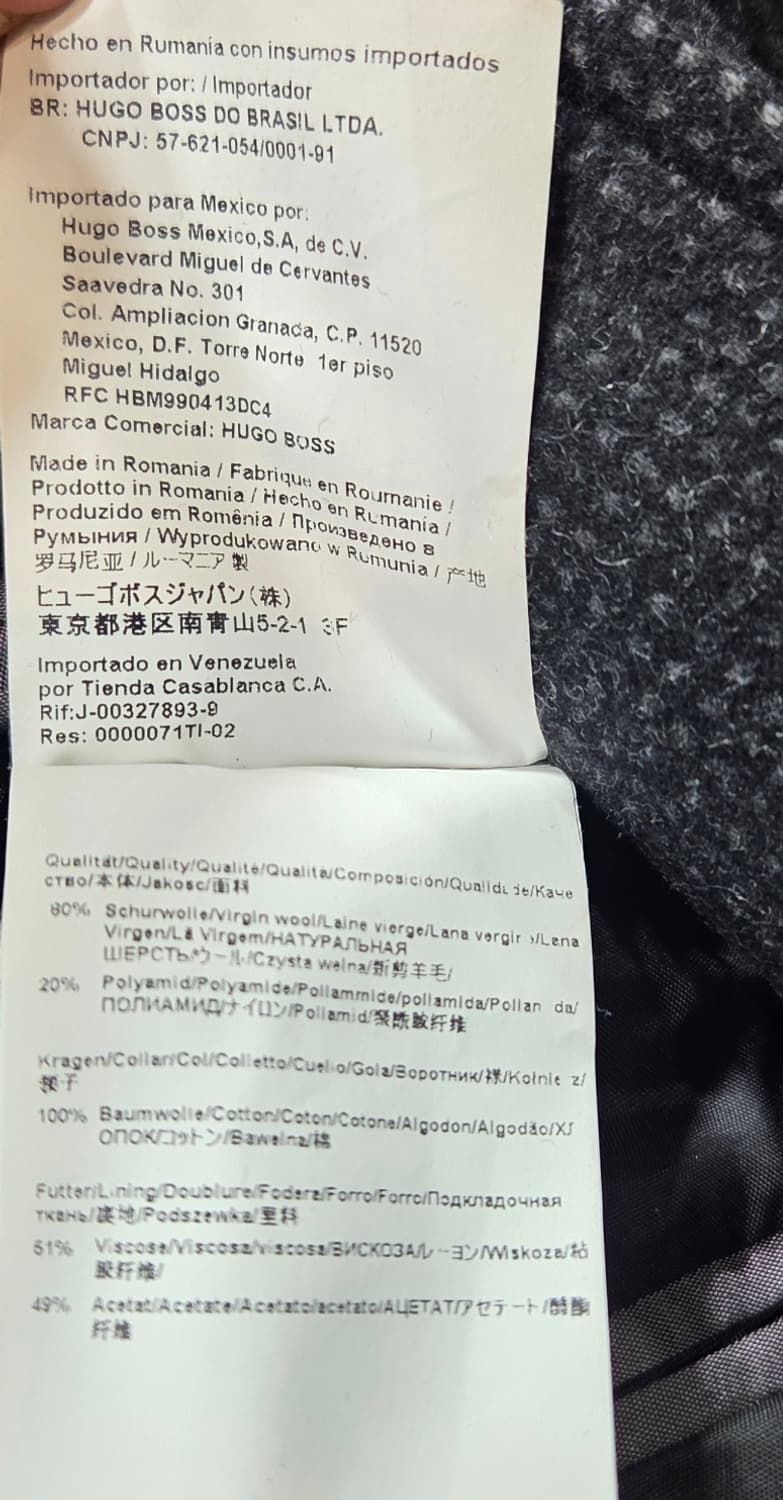 Hecho en Rumanía con insumos importados
Importador por: / Importador
BR: HUGO BOSS DO BRASIL LTDA.
CNPJ: 57-621-054/0001-91
Importado para Mexico por:
Hugo Boss Mexico,S.A, de C.V.
Boulevard Miguel de Cervantes
Saavedra No. 301
Col. Ampliacion Granada, C.P. 11520
Mexico, D.F. Torre Norte 1er piso
Miguel Hidalgo
RFC HBM990413DC4
Marca Comercial: HUGO BOSS
Made in Romania / Fabrique en Roumanie /
Prodotto in Romania / Hecho en Rumania /
Produzido em Romênia / Произведено в
Румыния / Wyprodukowano w Rumunia / 产地
罗马尼亚 / ルーマニア 製
ヒューゴボスジャパン(株)
東京都港区南青山5-2-1 3F
Importado en Venezuela
por Tienda Casablanca C.A.
Rif:J-00327893-9
Res: 0000071TI-02
Qualität/Quality/Qualité/Qualità/Composición/Qualidade/Каче
ство/本体/Jakosc/面料
80% Schurwolle/Virgin wool/Laine vierge/Lana vergin /Lana
Virgen/Lã Virgem/НАТУРАЛЬНАЯ
ШЕРСТЬ/ウール/Czysta welna/新剪羊毛/
20% Polyamid/Polyamide/Poliammide/poliamida/Poliamida/
ПОЛИАМИД/ナイロン/Poliamid/聚酰胺纤维
Kragen/Collar/Col/Colletto/Cuello/Gola/Воротник/襟/Kołnierz/
领子
100% Baumwolle/Cotton/Coton/Cotone/Algodon/Algodão/ХЛ
ОПОК/コットン/Bawelna/棉
Futter/Lining/Doublure/Fodera/Forro/Forro/Подкладочная
ткань/裏地/Podszewka/里料
51% Viscose/Viscosa/viscosa/ВИСКОЗА/レーヨン/Wiskoza/粘
胶纤维/
49% Acetat/Acetate/Acetato/acetato/АЦЕТАТ/アセテート/醋酯
纤维